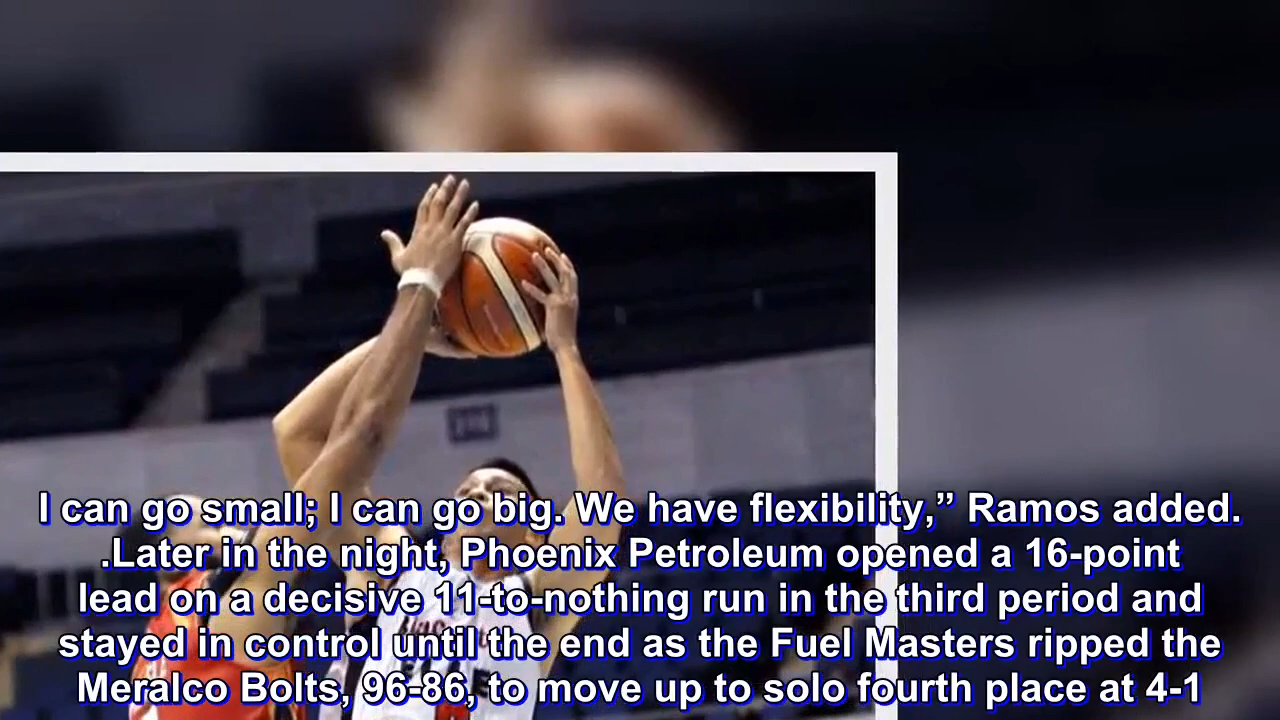 I can go small; I can go big. We have flexibility,” Ramos added.
.Later in the night, Phoenix Petroleum opened a 16-point
lead on a decisive 11-to-nothing run in the third period and
stayed in control until the end as the Fuel Masters ripped the
Meralco Bolts, 96-86, to move up to solo fourth place at 4-1